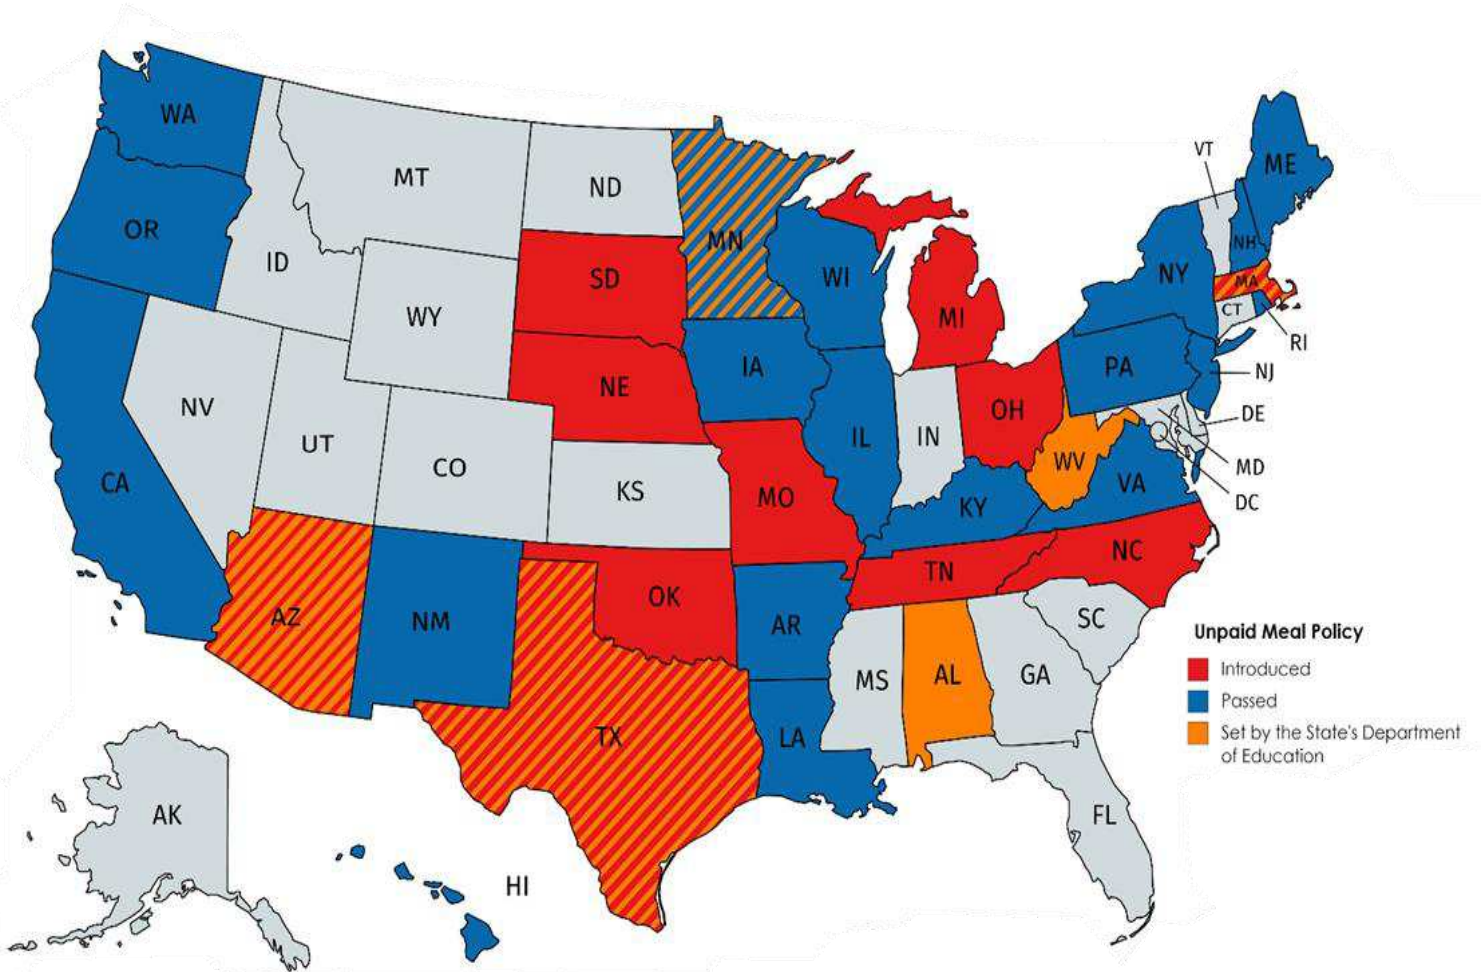 WA
OR
CA
ID
NV
MT
WY
UT
CO
AZ
NM
ND
SD
NE
KS
OK
TX
MN
IA
MO
AR
LA
WI
IL
MI
IN
OH
KY
TN
MS
AL
GA
FL
SC
NC
VA
WV
PA
NY
VT
NH
ME
MA
CT
RI
NJ
DE
MD
DC
AK
HI
Unpaid Meal Policy
Introduced
Passed
Set by the State's Department
of Education